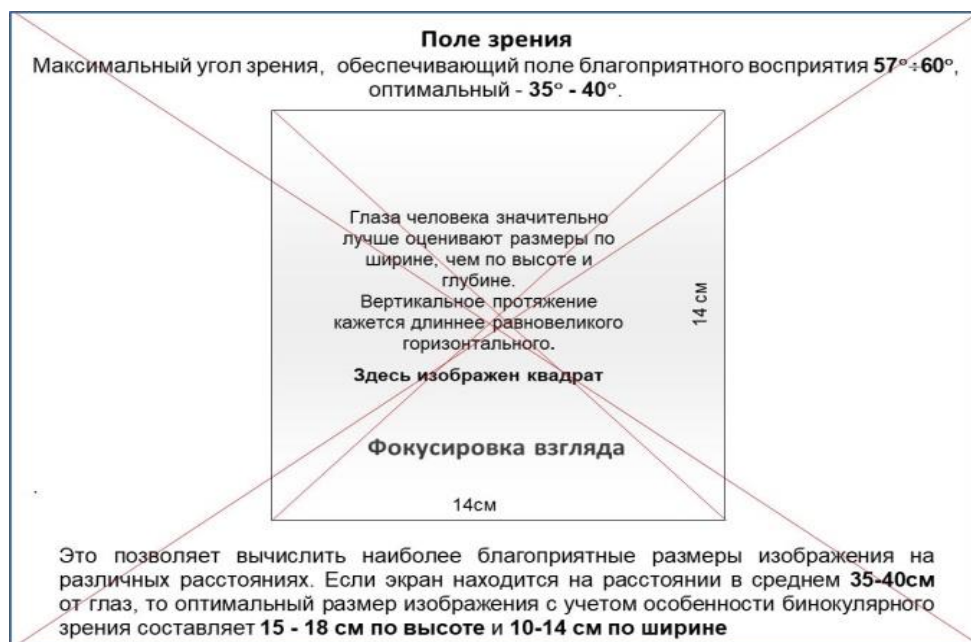 Поле зрения
Максимальный угол зрения, обеспечивающий поле благоприятного восприятия 57°÷60°,
оптимальный - 35° - 40°.
Глаза человека значительно
лучше оценивают размеры по
ширине, чем по высоте и
глубине.
Вертикальное протяжение
кажется длиннее равновеликого
горизонтального.
Здесь изображен квадрат
14 см
Фокусировка взгляда
14см
.
Это позволяет вычислить наиболее благоприятные размеры изображения на
различных расстояниях. Если экран находится на расстоянии в среднем 35-40см
от глаз, то оптимальный размер изображения с учетом особенности бинокулярного
зрения составляет 15 - 18 см по высоте и 10-14 см по ширине